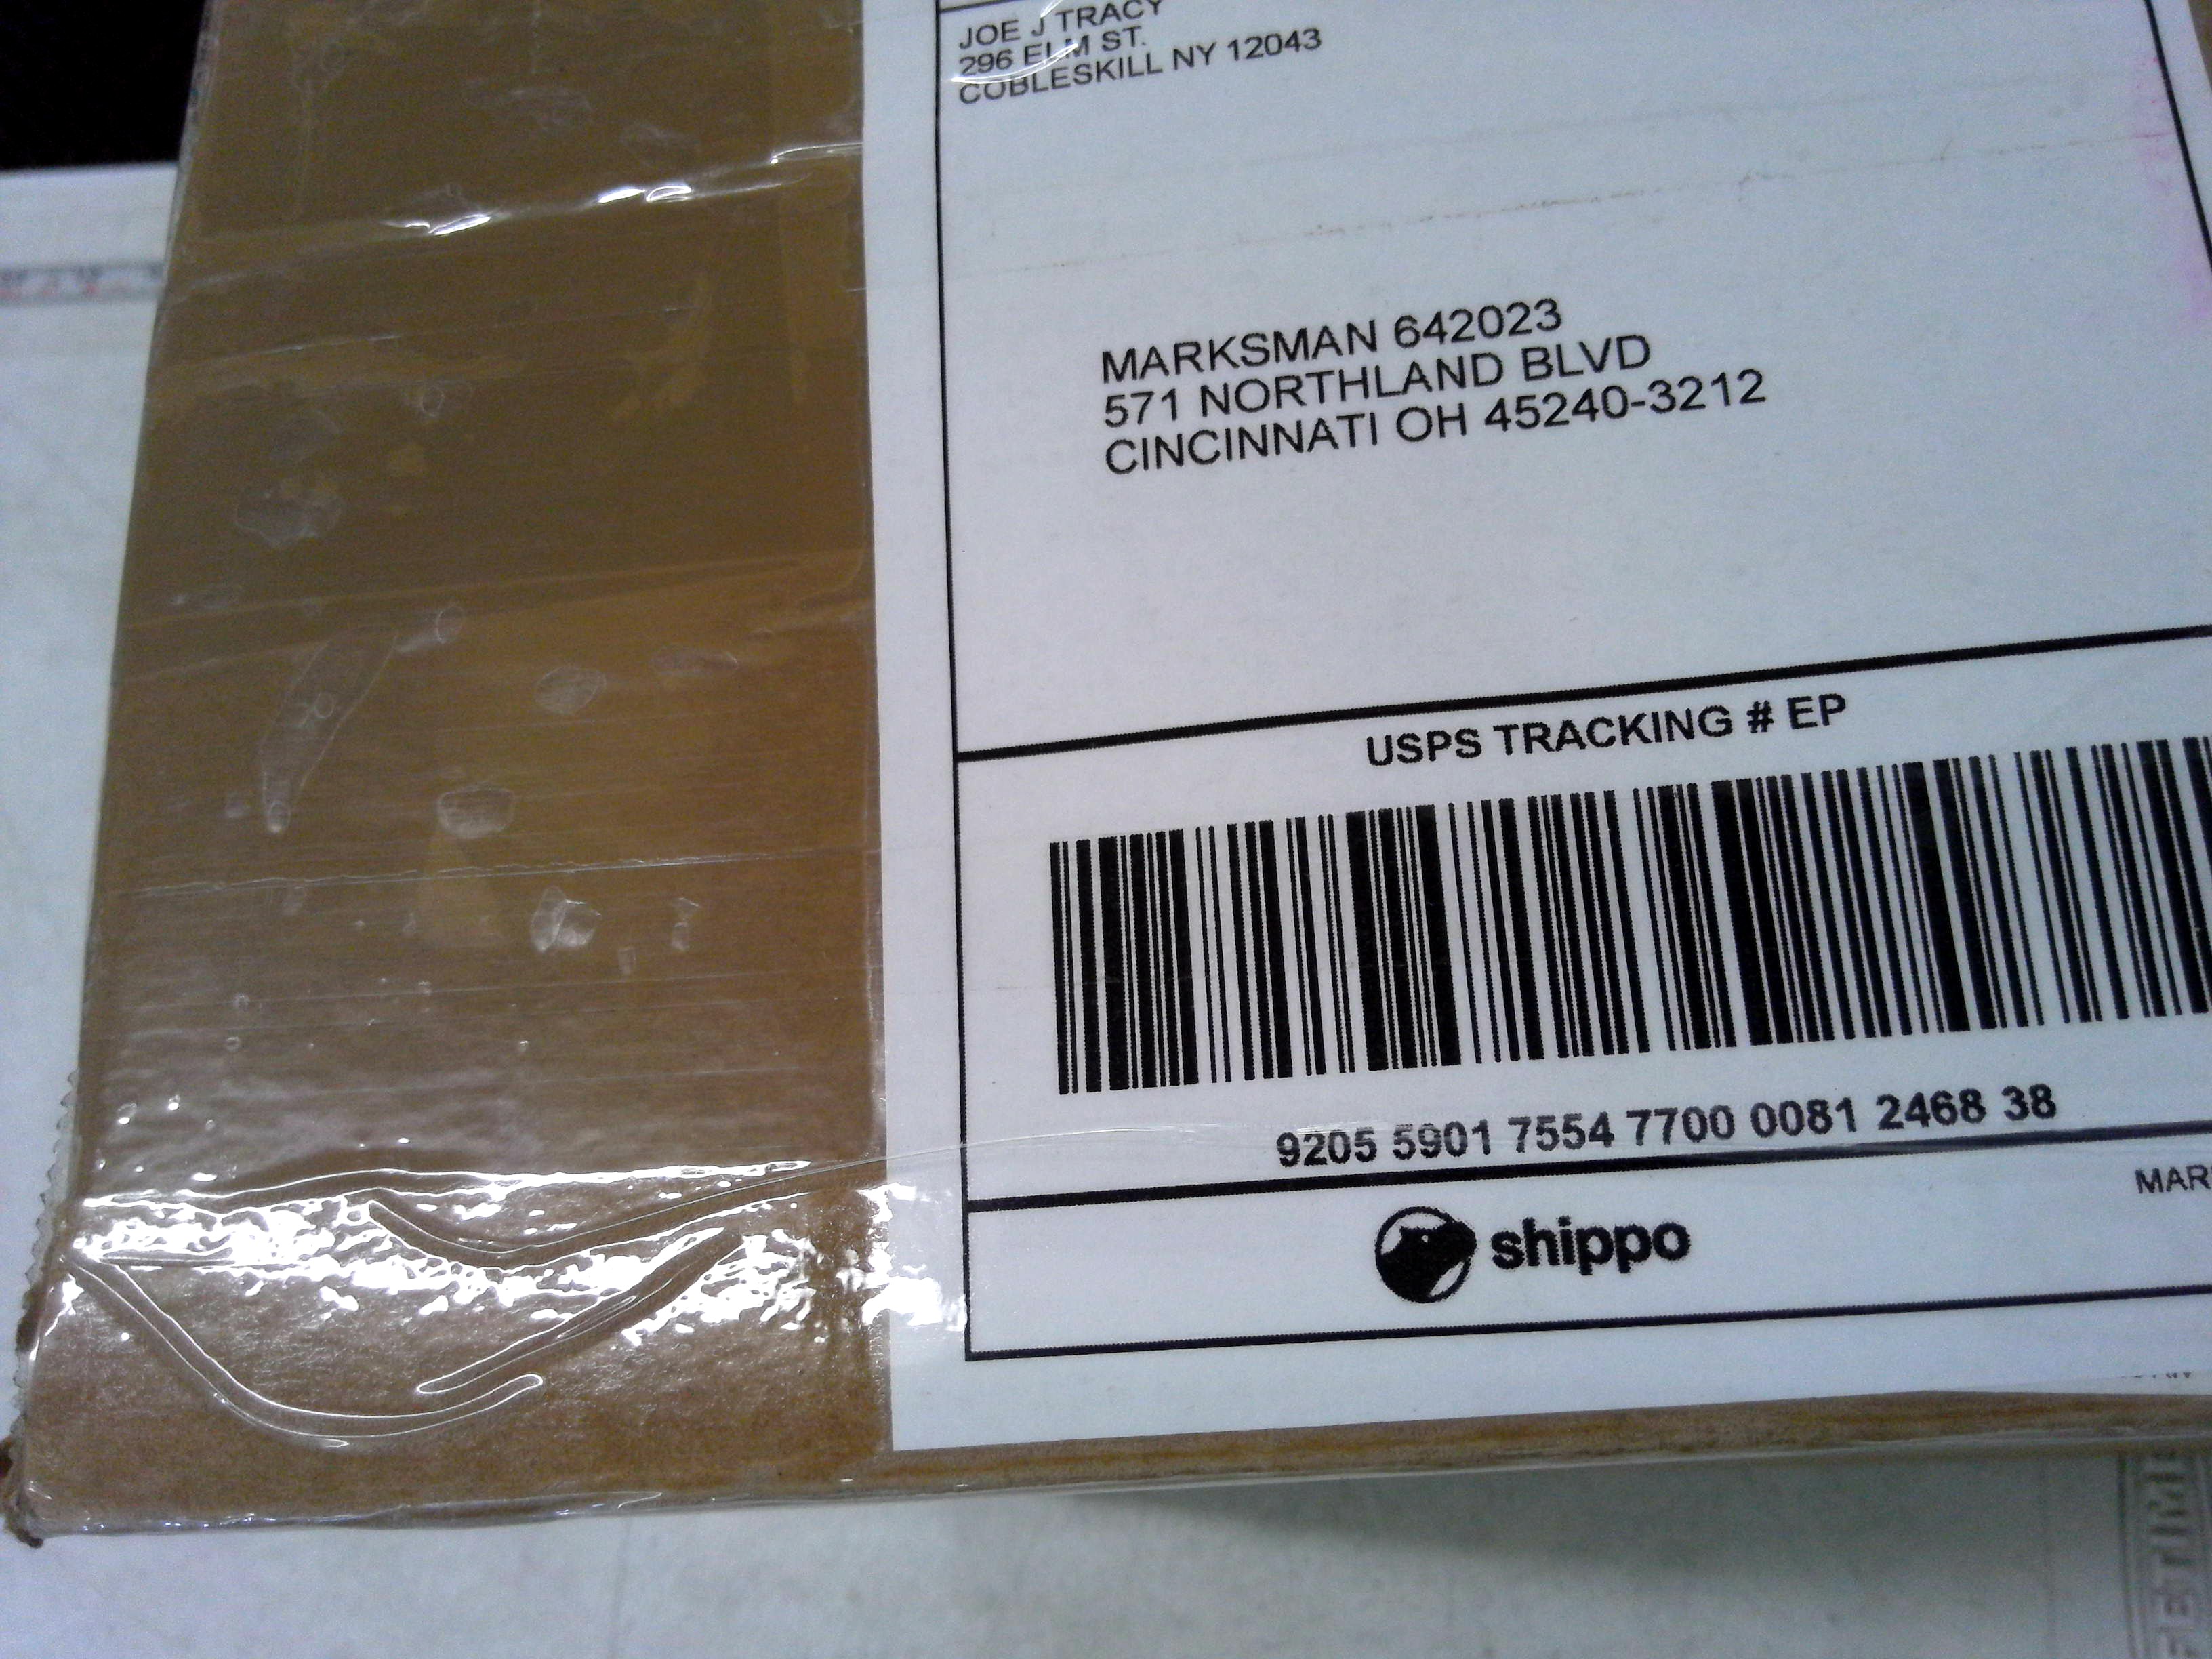 JOE J TRACY
296 ELM ST.
COBLESKILL NY 12043
MARKSMAN 642023
571 NORTHLAND BLVD
CINCINNATI OH 45240-3212
USPS TRACKING # EP
9205 5901 7554 7700 0081 2468 38
MAR
shippo